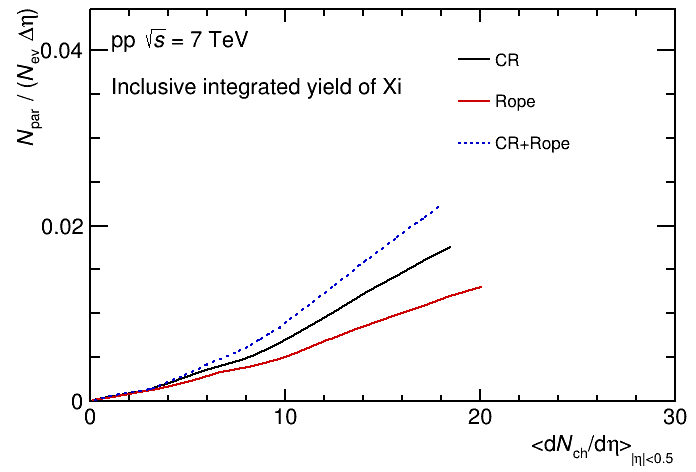 N_par / (N_ev Δη)
0.04
0.02
0
pp √s = 7 TeV
Inclusive integrated yield of Xi
CR
Rope
CR+Rope
0 10 20 30
<dN_ch/dη>_|η|<0.5